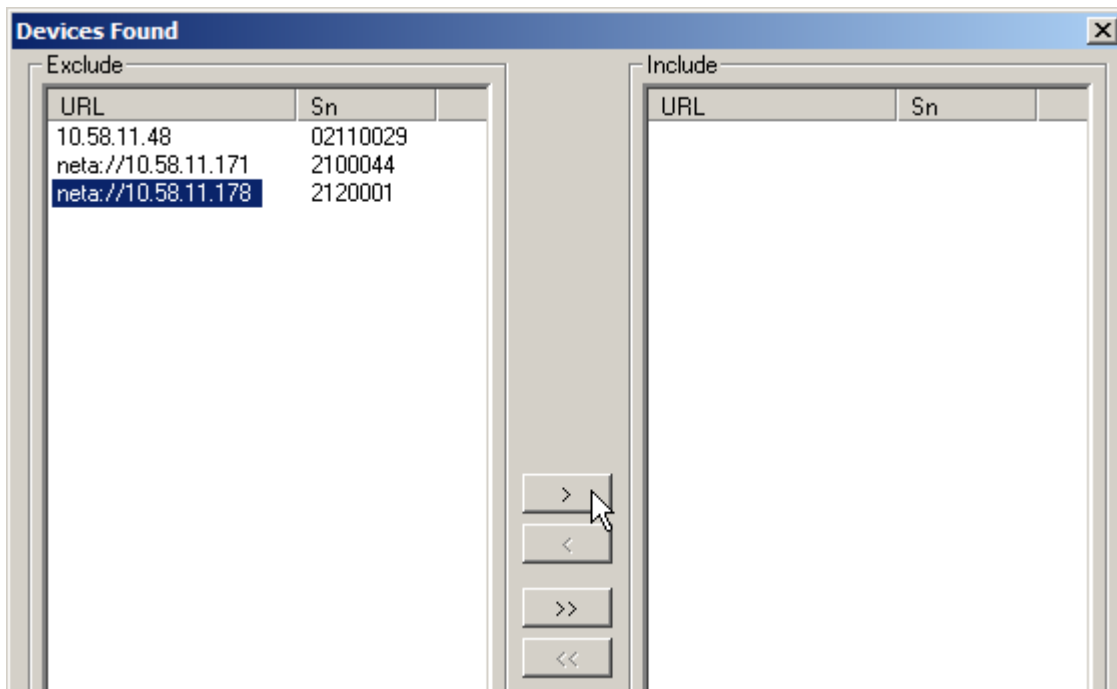 Devices Found
Exclude
URL Sn
10.58.11.48 02110029
neta://10.58.11.171 2100044
neta://10.58.11.178 2120001
>
<
>>
<<
Include
URL Sn